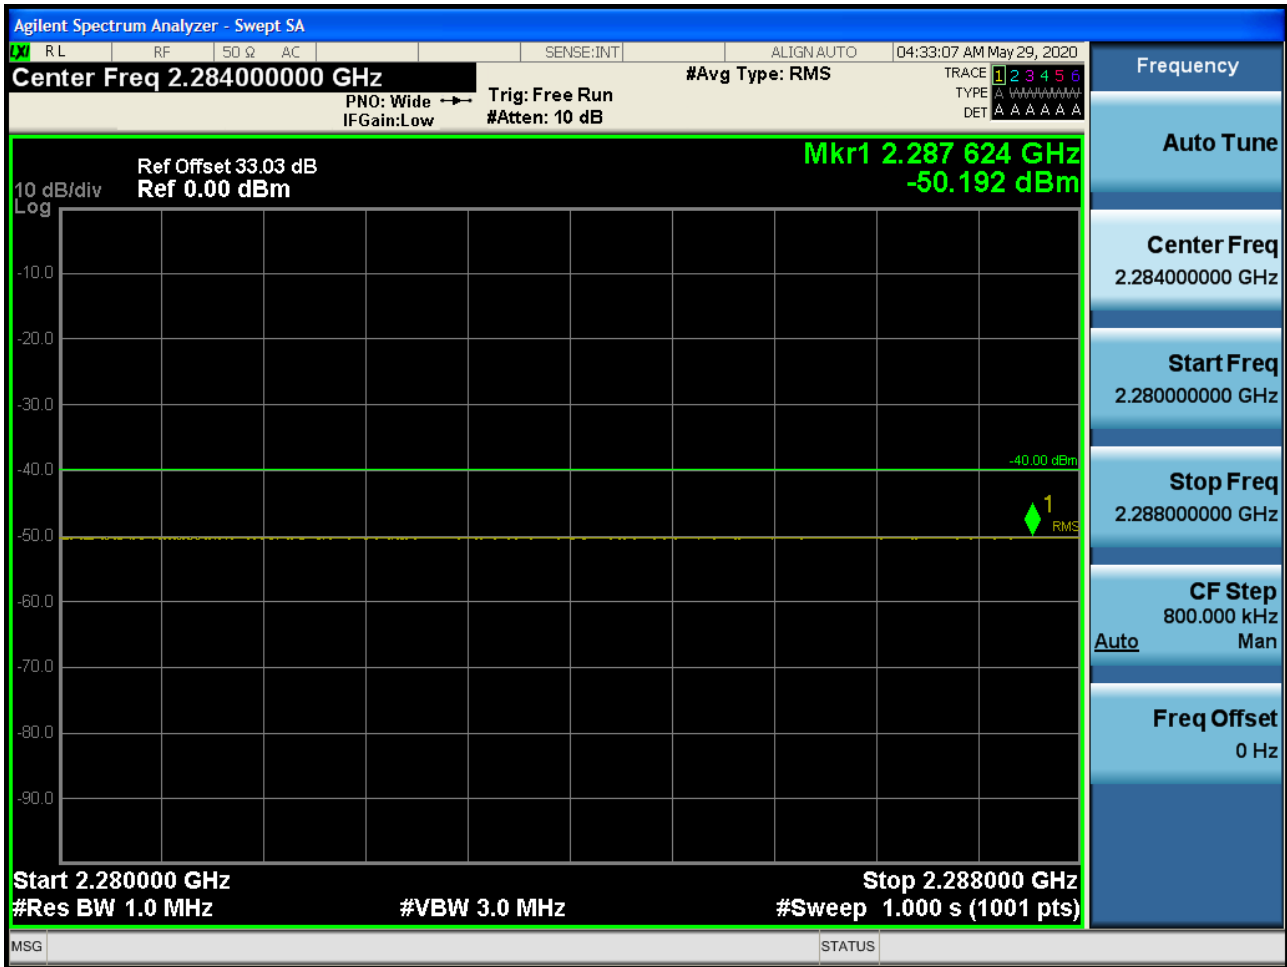 Agilent Spectrum Analyzer - Swept SA
LXI RL RF 50 Ω AC SENSE:INT ALIGN AUTO 04:33:07 AM May 29, 2020
Center Freq 2.284000000 GHz
#Avg Type: RMS
TRACE 1 2 3 4 5 6
PNO: Wide
Trig: Free Run
TYPE A WWWWWW
IFGain:Low
#Atten: 10 dB
DET A A A A A A
Mkr1 2.287 624 GHz
-50.192 dBm
Ref Offset 33.03 dB
10 dB/div Ref 0.00 dBm
Log
-10.0
-20.0
-30.0
-40.0
-40.00 dBm
1
RMS
-50.0
-60.0
-70.0
-80.0
-90.0
Start 2.280000 GHz Stop 2.288000 GHz
#Res BW 1.0 MHz #VBW 3.0 MHz #Sweep 1.000 s (1001 pts)
MSG STATUS
Frequency
Auto Tune
Center Freq
2.284000000 GHz
Start Freq
2.280000000 GHz
Stop Freq
2.288000000 GHz
CF Step
800.000 kHz
Auto Man
Freq Offset
0 Hz